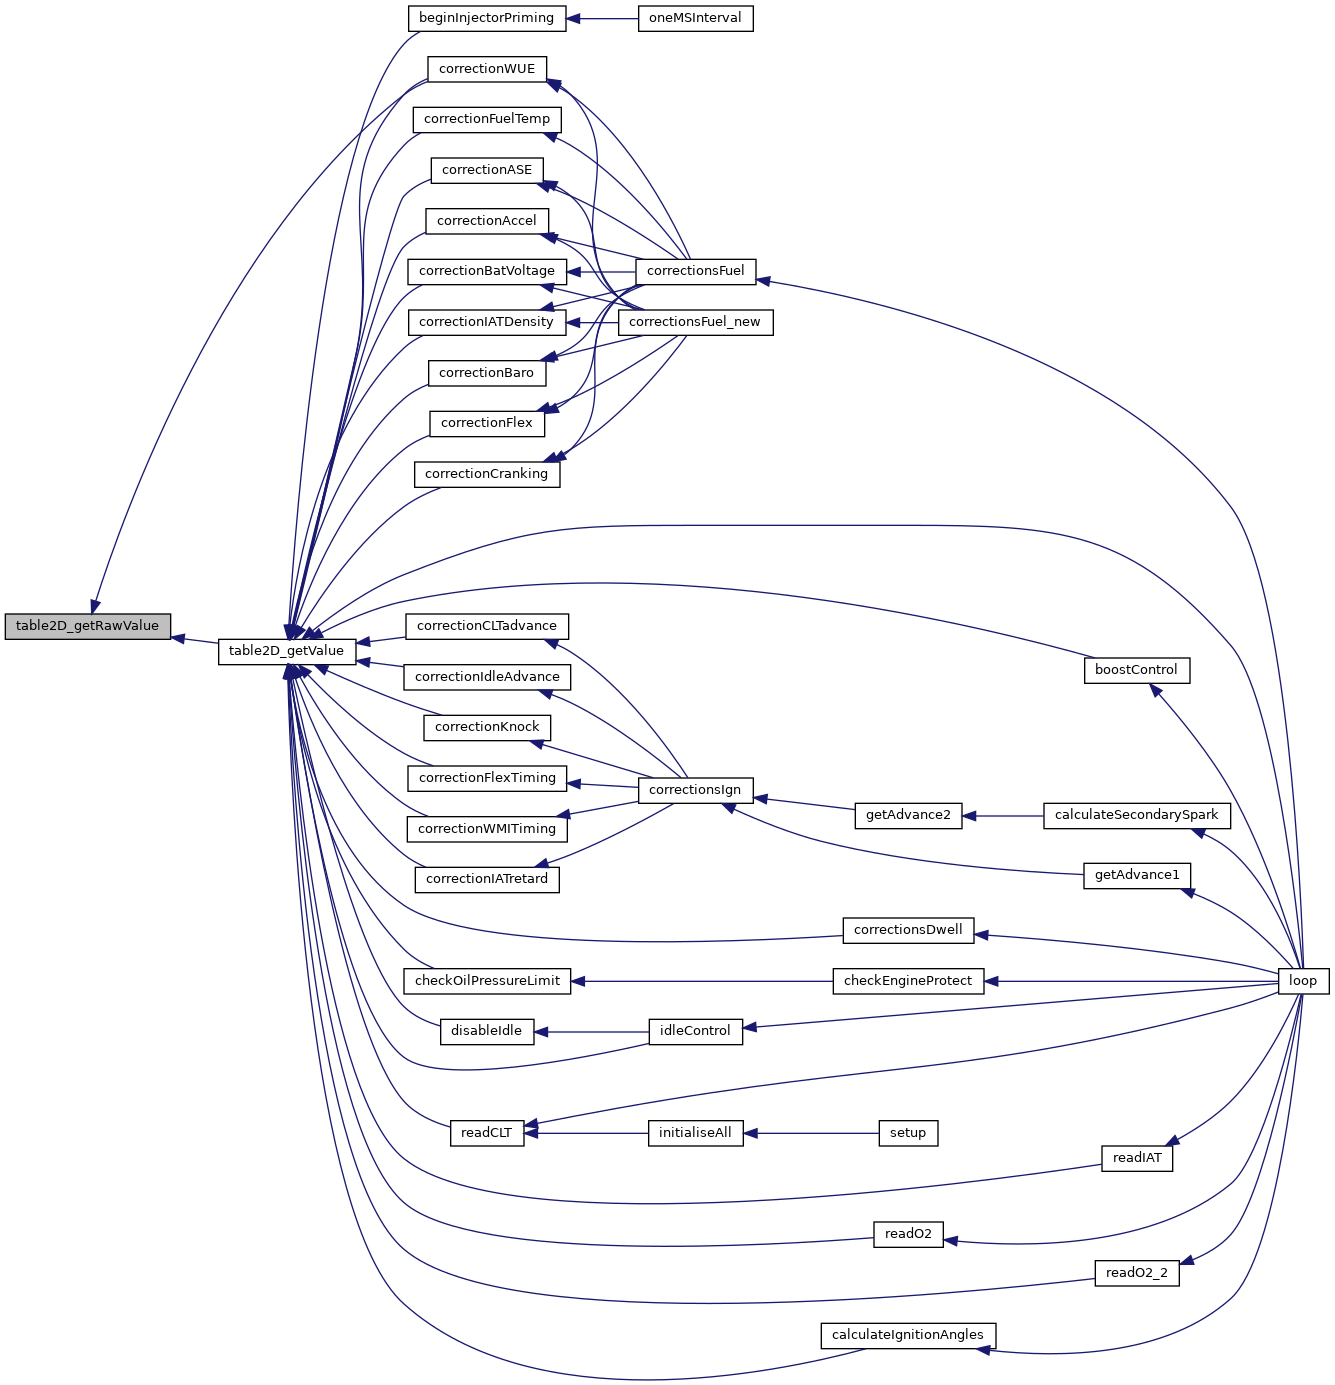 beginInjectorPriming
oneMSInterval
correctionWUE
correctionFuelTemp
correctionASE
correctionAccel
correctionBatVoltage
correctionsFuel
correctionIATDensity
correctionsFuel_new
correctionBaro
correctionFlex
correctionCranking
table2D_getRawValue
correctionCLTadvance
table2D_getValue
boostControl
correctionIdleAdvance
correctionKnock
correctionFlexTiming
correctionsIgn
getAdvance2
calculateSecondarySpark
correctionWMITiming
correctionIATretard
getAdvance1
correctionsDwell
checkOilPressureLimit
checkEngineProtect
loop
disableIdle
idleControl
readCLT
initialiseAll
setup
readIAT
readO2
readO2_2
calculateIgnitionAngles